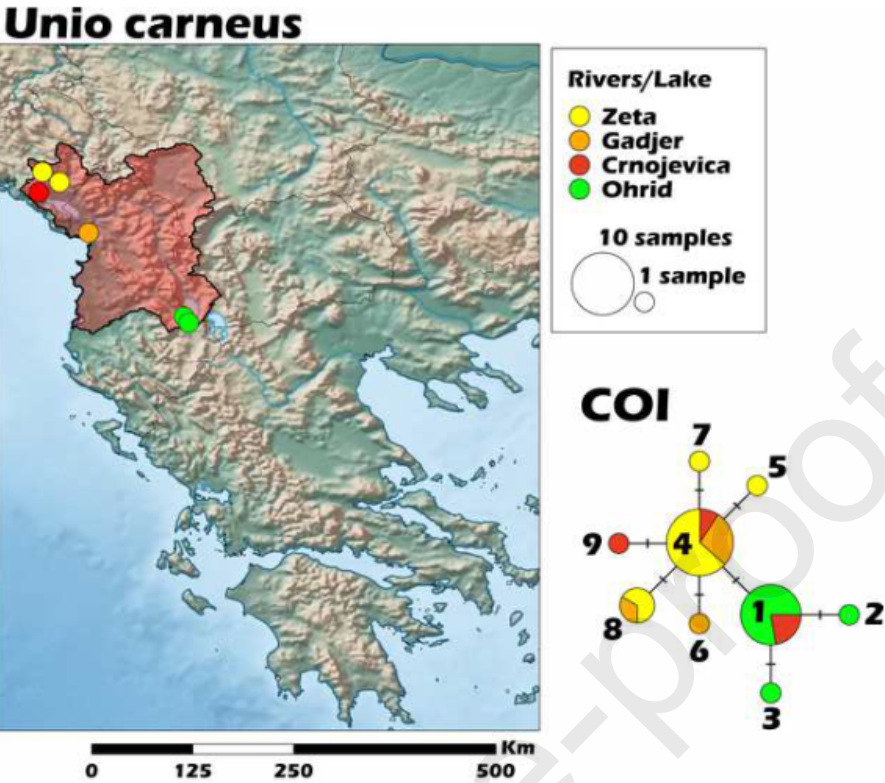 Unio carneus
Rivers/Lake
Zeta
Gadjer
Crnojevica
Ohrid
10 samples
1 sample
COI
7
5
9
4
1
2
8
6
3
Km
0 125 250 500
e-proof